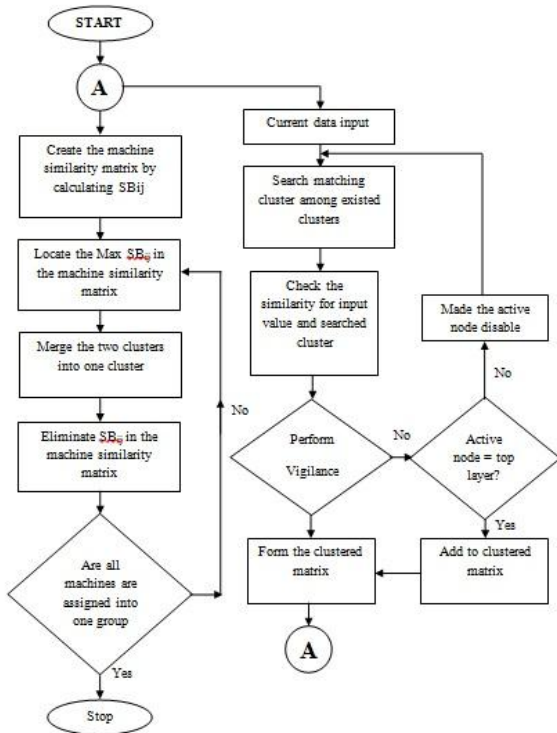 START
A
Create the machine
similarity matrix by
calculating SBij
Locate the Max SBij in
the machine similarity
matrix
Merge the two clusters
into one cluster
Eliminate SBij in the
machine similarity
matrix
Are all
machines are
assigned into
one group
No
Yes
Stop
Current data input
Search matching
cluster among existed
clusters
Check the
similarity for input
value and searched
cluster
Perform
Vigilance
No
Active
node = top
layer?
No
Made the active
node disable
Yes
Add to clustered
matrix
Form the clustered
matrix
A